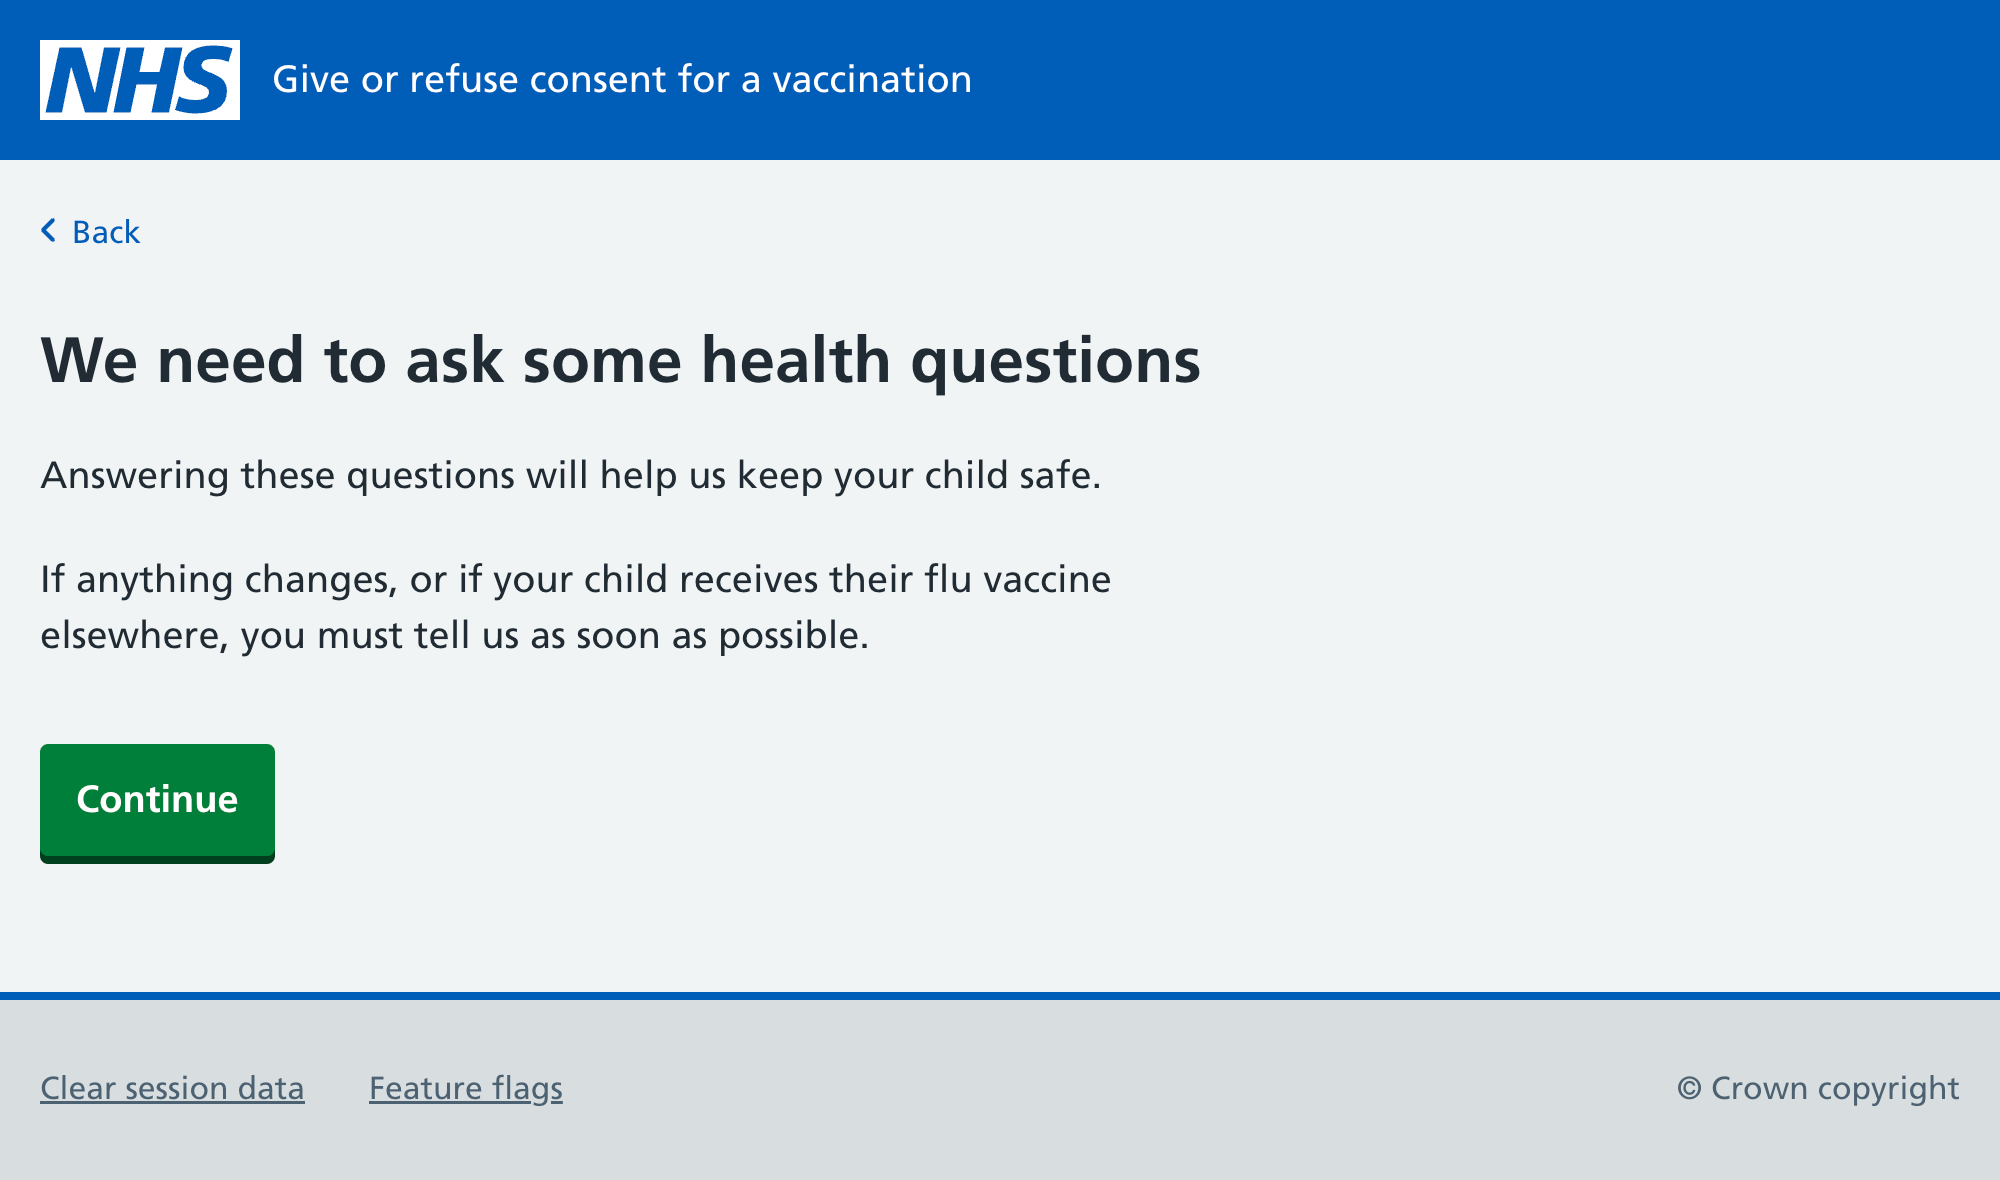 NHS
Give or refuse consent for a vaccination
Back
We need to ask some health questions
Answering these questions will help us keep your child safe.
If anything changes, or if your child receives their flu vaccine
elsewhere, you must tell us as soon as possible.
Continue
Clear session data
Feature flags
© Crown copyright